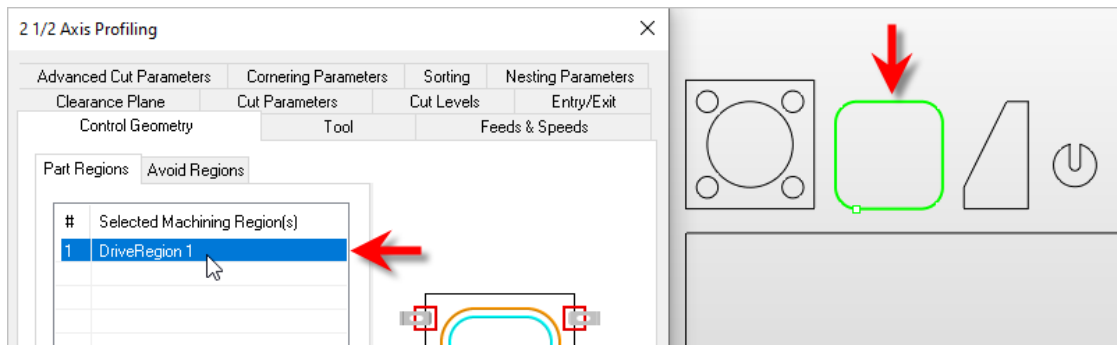 2 1/2 Axis Profiling
Advanced Cut Parameters Cornering Parameters Sorting Nesting Parameters
Clearance Plane Cut Parameters Cut Levels Entry/Exit
Control Geometry Tool Feeds & Speeds
Part Regions Avoid Regions
# Selected Machining Region(s)
1 DriveRegion 1